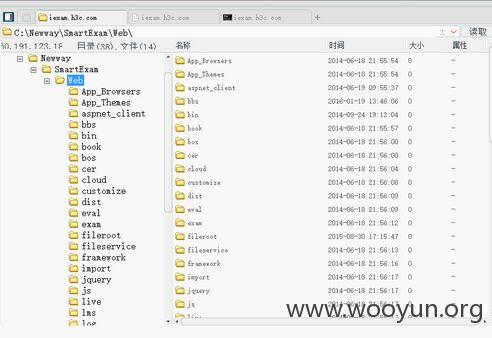 iexam.h3c.com iexam.h3c.com iexam.h3c.com
C:\Newway\SmartExam\Web\ 读取
60.191.123.18 目录(38),文件(14) 名称 时间 大小 属性
Newway
SmartExam
Web
App_Browsers
App_Themes
aspnet_client
bbs
bin
book
bos
cer
cloud
customize
dist
eval
exam
fileroot
fileservice
framework
import
jquery
js
live
lms
log
App_Browsers 2014-06-18 21:55:54 0 -
App_Themes 2014-06-18 21:55:54 0 -
aspnet_client 2014-06-19 09:55:37 0 -
bbs 2016-01-19 13:46:06 0 -
bin 2014-09-24 19:12:04 0 -
book 2014-06-18 21:55:57 0 -
box 2014-06-18 21:56:00 0 -
cer 2014-06-18 21:56:00 0 -
cloud 2014-06-18 21:56:04 0 -
customize 2014-06-18 21:56:08 0 -
dist 2014-06-18 21:56:09 0 -
eval 2014-06-18 21:56:09 0 -
exam 2014-06-18 21:56:12 0 -
fileroot 2015-08-30 17:15:47 0 -
fileservice 2014-06-18 21:56:13 0 -
framework 2014-06-18 21:56:16 0 -
import 2014-06-18 21:56:17 0 -
jquery 2014-06-18 21:56:17 0 -
js 2014-06-18 21:56:17 0 -
www.wooyun.org